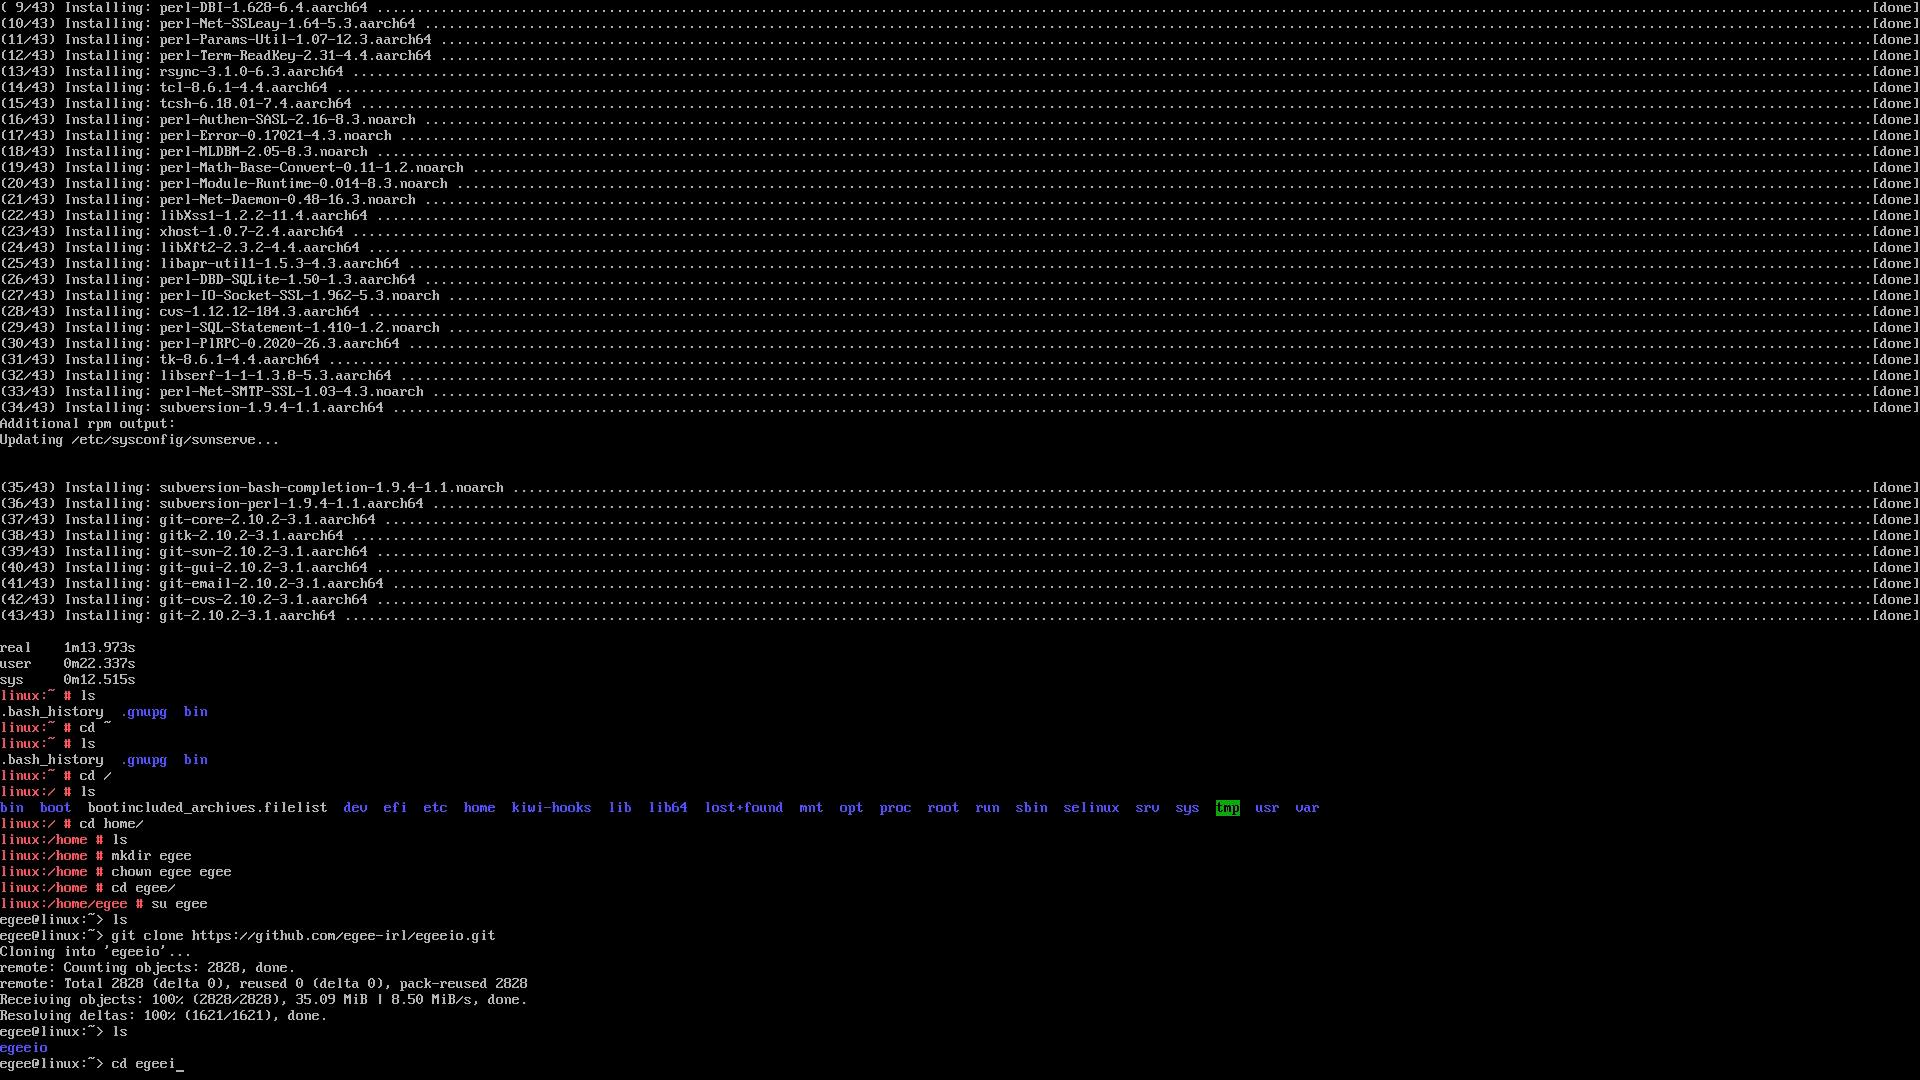 ( 9/43) Installing: perl-DBI-1.628-6.4.aarch64 ...[done]
(10/43) Installing: perl-Net-SSLeay-1.64-5.3.aarch64 ...[done]
(11/43) Installing: perl-Params-Util-1.07-12.3.aarch64 ...[done]
(12/43) Installing: perl-Term-ReadKey-2.31-4.4.aarch64 ...[done]
(13/43) Installing: rsync-3.1.0-6.3.aarch64 ...[done]
(14/43) Installing: tcl-8.6.1-4.4.aarch64 ...[done]
(15/43) Installing: tcsh-6.18.01-7.4.aarch64 ...[done]
(16/43) Installing: perl-Authen-SASL-2.16-8.3.noarch ...[done]
(17/43) Installing: perl-Error-0.17021-4.3.noarch ...[done]
(18/43) Installing: perl-MLDBM-2.05-8.3.noarch ...[done]
(19/43) Installing: perl-Math-Base-Convert-0.11-1.2.noarch ...[done]
(20/43) Installing: perl-Module-Runtime-0.014-8.3.noarch ...[done]
(21/43) Installing: perl-Net-Daemon-0.48-16.3.noarch ...[done]
(22/43) Installing: libXss1-1.2.2-11.4.aarch64 ...[done]
(23/43) Installing: xhost-1.0.7-2.4.aarch64 ...[done]
(24/43) Installing: libXft2-2.3.2-4.4.aarch64 ...[done]
(25/43) Installing: libapr-util1-1.5.3-4.3.aarch64 ...[done]
(26/43) Installing: perl-DBD-SQLite-1.50-1.3.aarch64 ...[done]
(27/43) Installing: perl-IO-Socket-SSL-1.962-5.3.noarch ...[done]
(28/43) Installing: cvs-1.12.12-184.3.aarch64 ...[done]
(29/43) Installing: perl-SQL-Statement-1.410-1.2.noarch ...[done]
(30/43) Installing: perl-PlRPC-0.2020-26.3.aarch64 ...[done]
(31/43) Installing: tk-8.6.1-4.4.aarch64 ...[done]
(32/43) Installing: libserf-1-1-1.3.8-5.3.aarch64 ...[done]
(33/43) Installing: perl-Net-SMTP-SSL-1.03-4.3.noarch ...[done]
(34/43) Installing: subversion-1.9.4-1.1.aarch64 ...[done]
Additional rpm output:
Updating /etc/sysconfig/svnserve...
(35/43) Installing: subversion-bash-completion-1.9.4-1.1.noarch ...[done]
(36/43) Installing: subversion-perl-1.9.4-1.1.aarch64 ...[done]
(37/43) Installing: git-core-2.10.2-3.1.aarch64 ...[done]
(38/43) Installing: gitk-2.10.2-3.1.aarch64 ...[done]
(39/43) Installing: git-svn-2.10.2-3.1.aarch64 ...[done]
(40/43) Installing: git-gui-2.10.2-3.1.aarch64 ...[done]
(41/43) Installing: git-email-2.10.2-3.1.aarch64 ...[done]
(42/43) Installing: git-cvs-2.10.2-3.1.aarch64 ...[done]
(43/43) Installing: git-2.10.2-3.1.aarch64 ...[done]
real    1m13.973s
user    0m22.337s
sys     0m12.515s
linux:~ # ls
.bash_history  .gnupg  bin
linux:~ # cd ~
linux:~ # ls
.bash_history  .gnupg  bin
linux:~ # cd /
linux:/ # ls
bin  boot  bootincluded_archives.filelist  dev  efi  etc  home  kiwi-hooks  lib  lib64  lost+found  mnt  opt  proc  root  run  sbin  selinux  srv  sys  tmp  usr  var
linux:/ # cd home/
linux:/home # ls
linux:/home # mkdir egee
linux:/home # chown egee egee
linux:/home # cd egee/
linux:/home/egee # su egee
egee@linux:~> ls
egee@linux:~> git clone https://github.com/egee-irl/egeeio.git
Cloning into 'egeeio'...
remote: Counting objects: 2828, done.
remote: Total 2828 (delta 0), reused 0 (delta 0), pack-reused 2828
Receiving objects: 100% (2828/2828), 35.09 MiB | 8.50 MiB/s, done.
Resolving deltas: 100% (1621/1621), done.
egee@linux:~> ls
egeeio
egee@linux:~> cd egeei_